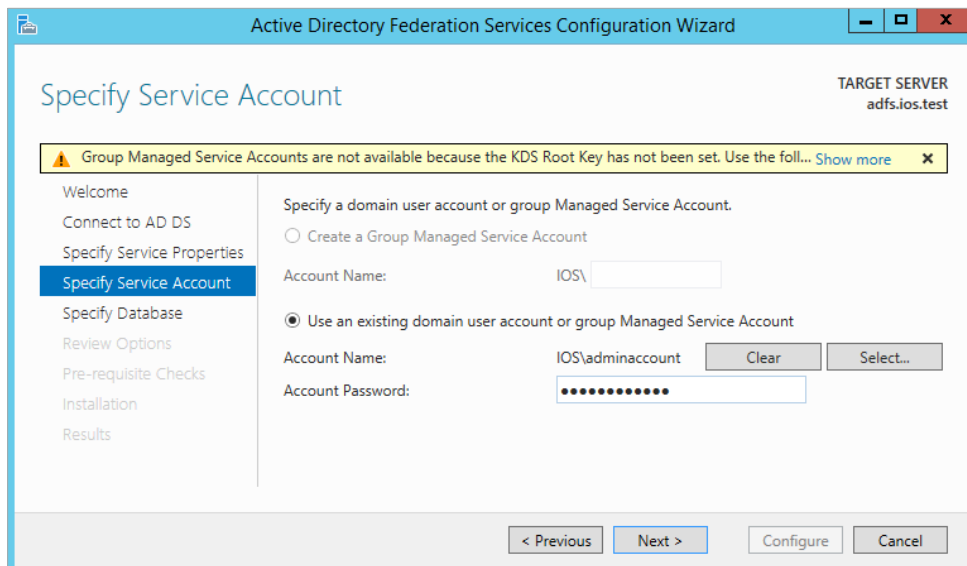 Active Directory Federation Services Configuration Wizard
Specify Service Account
TARGET SERVER
adfs.ios.test
Group Managed Service Accounts are not available because the KDS Root Key has not been set. Use the foll... Show more
Welcome
Connect to AD DS
Specify Service Properties
Specify Service Account
Specify Database
Review Options
Pre-requisite Checks
Installation
Results
Specify a domain user account or group Managed Service Account.
Create a Group Managed Service Account
Account Name: IOS\
Use an existing domain user account or group Managed Service Account
Account Name: IOS\adminaccount Clear Select...
Account Password: ●●●●●●●●●●●●
< Previous Next > Configure Cancel